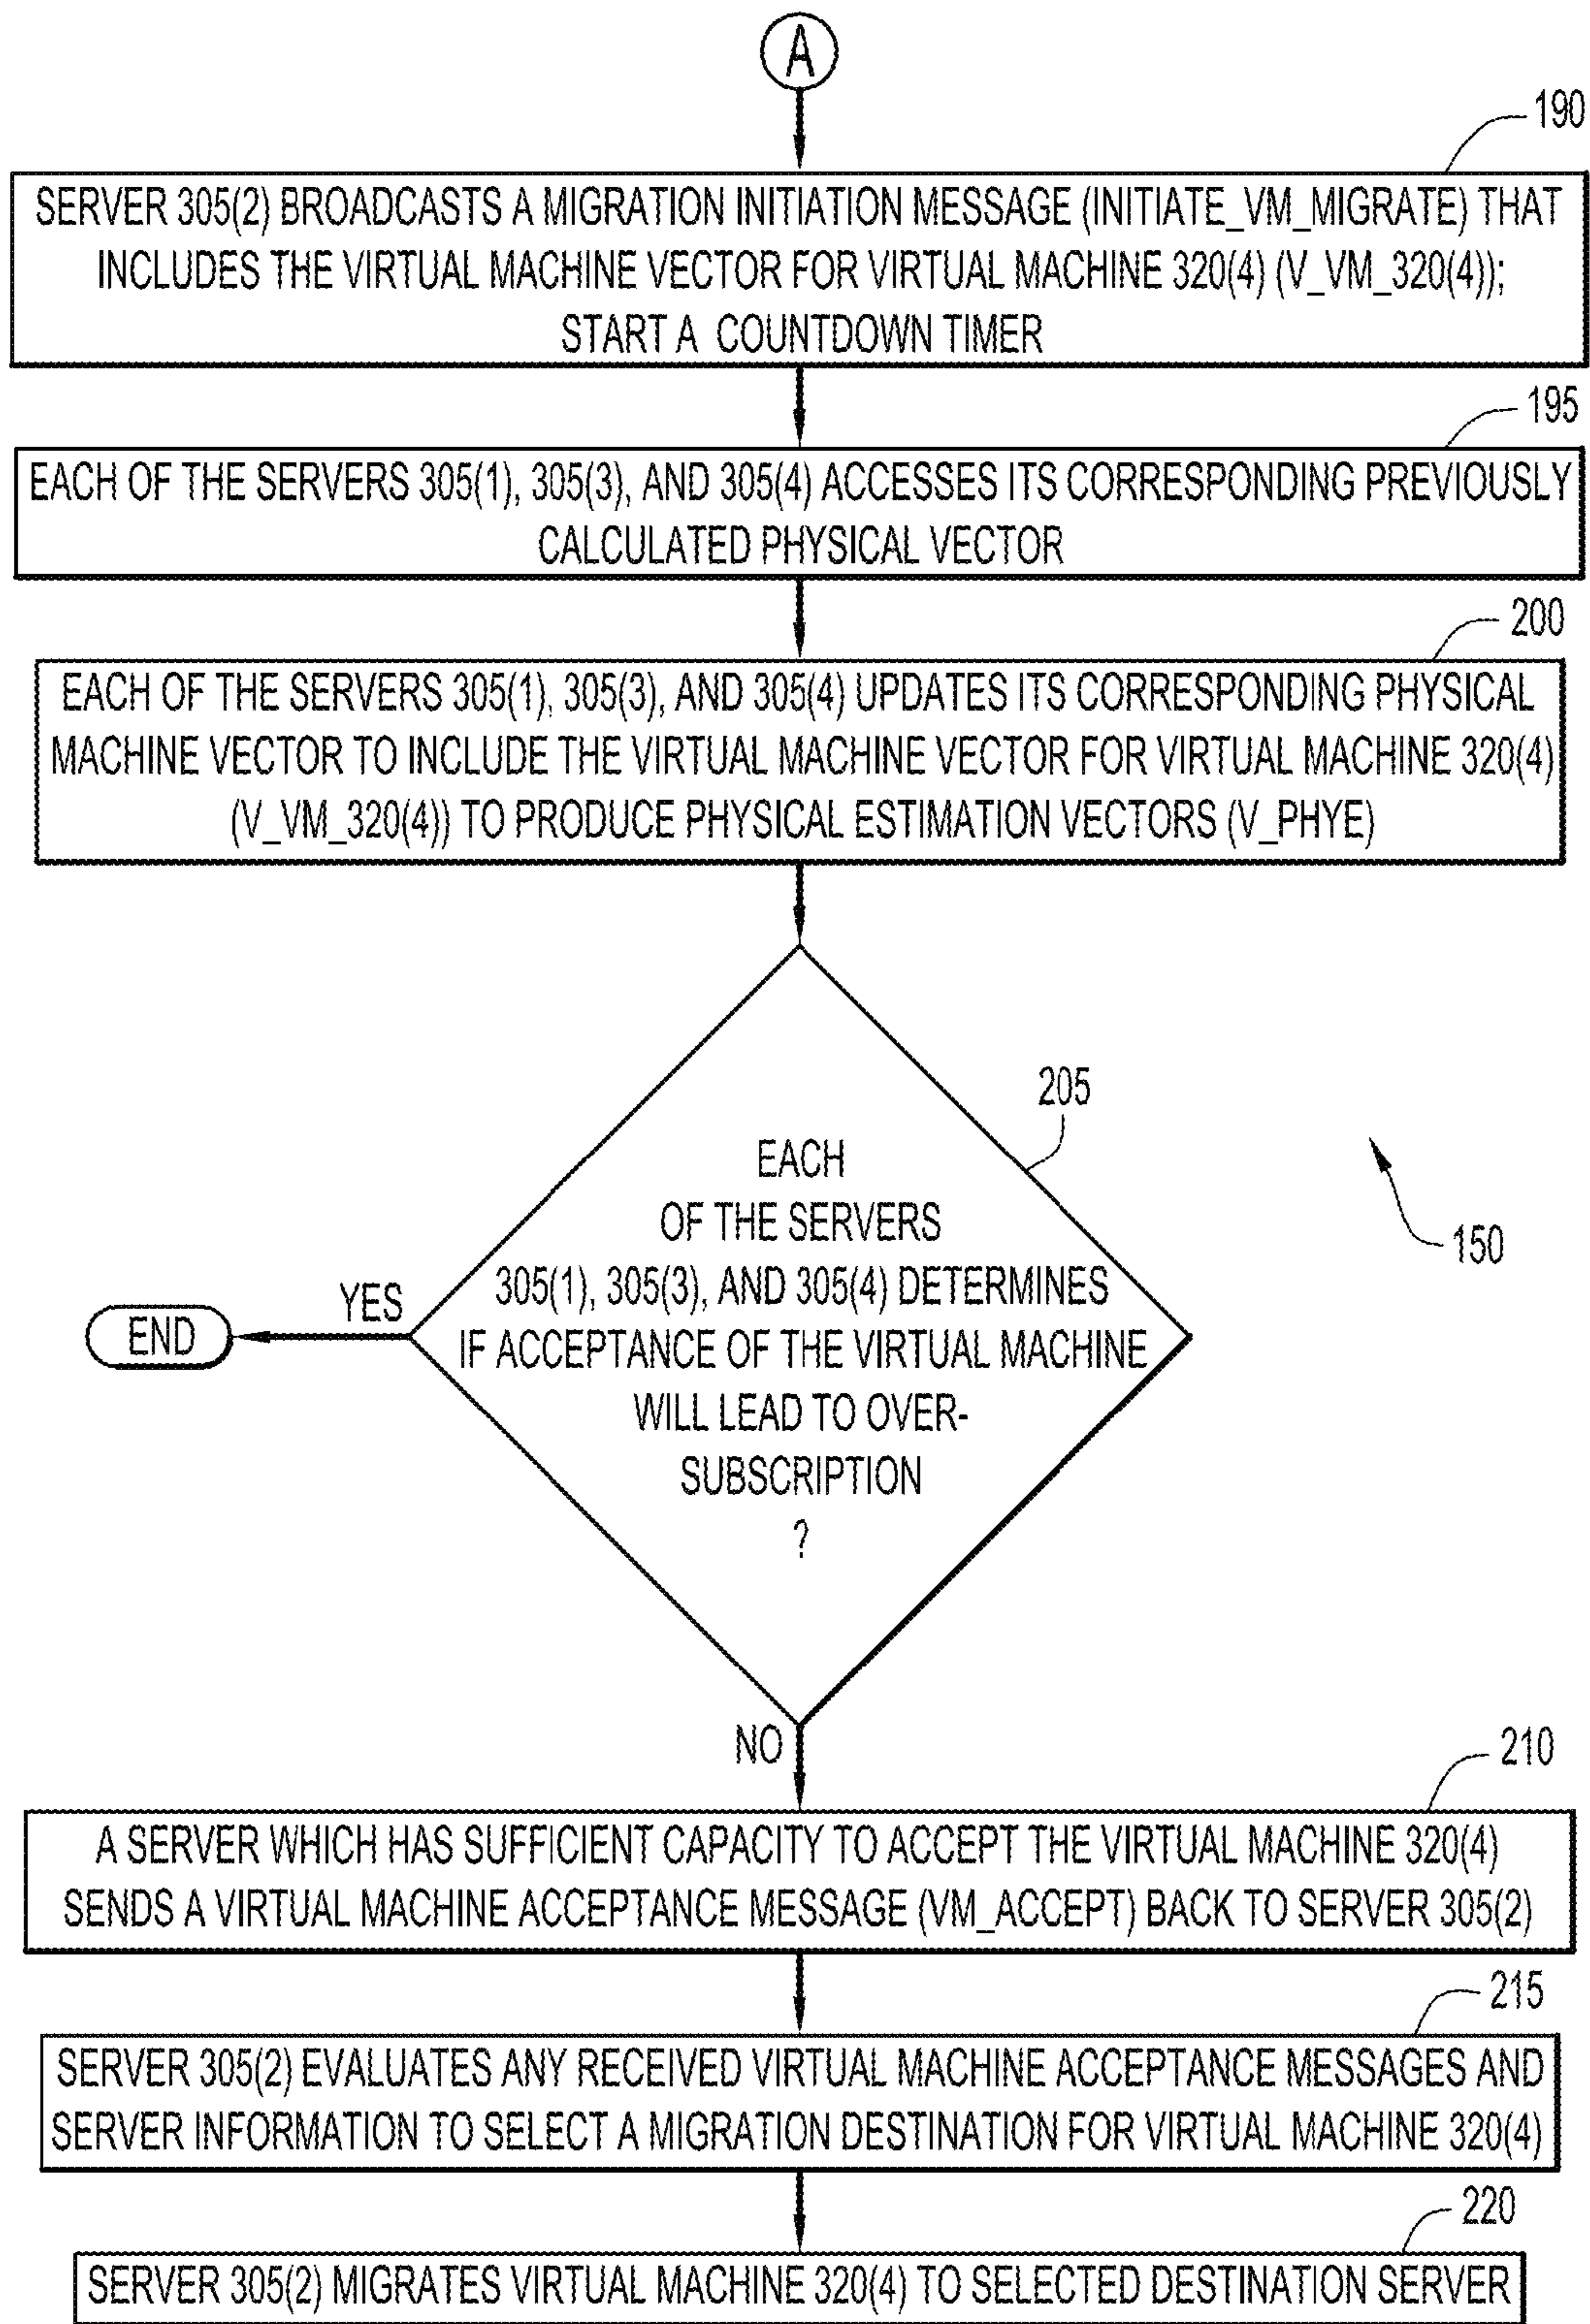 A
190
SERVER 305(2) BROADCASTS A MIGRATION INITIATION MESSAGE (INITIATE_VM_MIGRATE) THAT
INCLUDES THE VIRTUAL MACHINE VECTOR FOR VIRTUAL MACHINE 320(4) (V_VM_320(4));
START A COUNTDOWN TIMER
195
EACH OF THE SERVERS 305(1), 305(3), AND 305(4) ACCESSES ITS CORRESPONDING PREVIOUSLY
CALCULATED PHYSICAL VECTOR
200
EACH OF THE SERVERS 305(1), 305(3), AND 305(4) UPDATES ITS CORRESPONDING PHYSICAL
MACHINE VECTOR TO INCLUDE THE VIRTUAL MACHINE VECTOR FOR VIRTUAL MACHINE 320(4)
(V_VM_320(4)) TO PRODUCE PHYSICAL ESTIMATION VECTORS (V_PHYE)
205
EACH
OF THE SERVERS
305(1), 305(3), AND 305(4) DETERMINES
IF ACCEPTANCE OF THE VIRTUAL MACHINE
WILL LEAD TO OVER-
SUBSCRIPTION
?
150
YES
END
NO
210
A SERVER WHICH HAS SUFFICIENT CAPACITY TO ACCEPT THE VIRTUAL MACHINE 320(4)
SENDS A VIRTUAL MACHINE ACCEPTANCE MESSAGE (VM_ACCEPT) BACK TO SERVER 305(2)
215
SERVER 305(2) EVALUATES ANY RECEIVED VIRTUAL MACHINE ACCEPTANCE MESSAGES AND
SERVER INFORMATION TO SELECT A MIGRATION DESTINATION FOR VIRTUAL MACHINE 320(4)
220
SERVER 305(2) MIGRATES VIRTUAL MACHINE 320(4) TO SELECTED DESTINATION SERVER